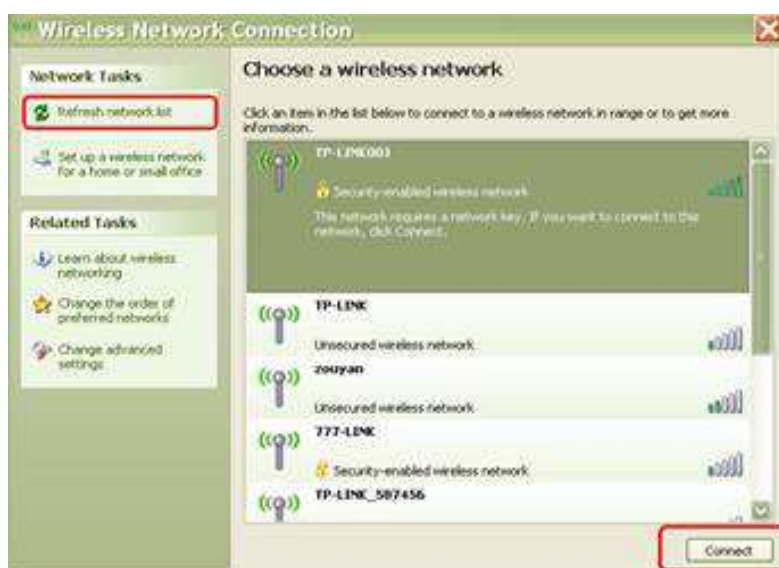 Wireless Network Connection
Network Tasks
Refresh network list
Set up a wireless network
for a home or small office
Related Tasks
Learn about wireless
networking
Change the order of
preferred networks
Change advanced
settings
Choose a wireless network
Click an item in the list below to connect to a wireless network in range or to get more
information.
TP-LINK003
Security-enabled wireless network
This network requires a network key. If you want to connect to this
network, click Connect.
TP-LINK
Unsecured wireless network
zouyan
Unsecured wireless network
777-LINK
Security-enabled wireless network
TP-LINK_587456
Connect